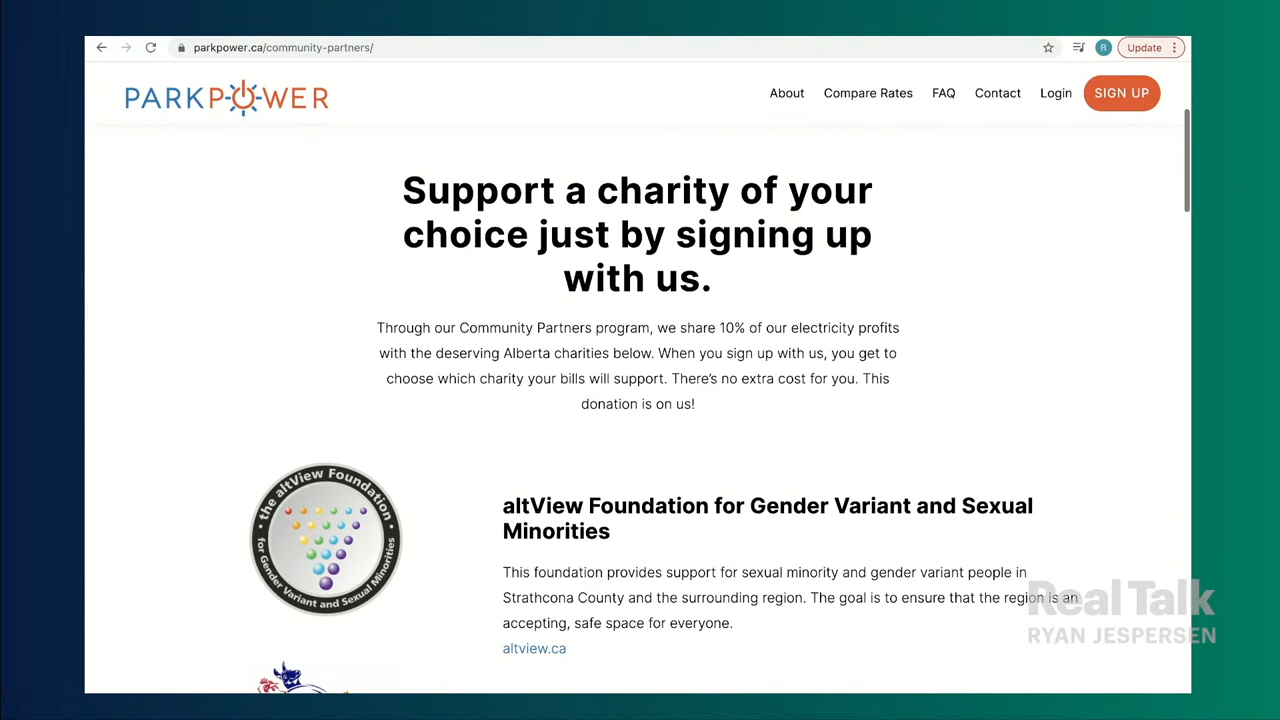 parkpower.ca/community-partners/
R
Update
PARKPOWER
About
Compare Rates
FAQ
Contact
Login
SIGN UP
Support a charity of your
choice just by signing up
with us.
Through our Community Partners program, we share 10% of our electricity profits
with the deserving Alberta charities below. When you sign up with us, you get to
choose which charity your bills will support. There’s no extra cost for you. This
donation is on us!
· the altView Foundation ·
for Gender Variant and Sexual Minorities
altView Foundation for Gender Variant and Sexual
Minorities
This foundation provides support for sexual minority and gender variant people in
Strathcona County and the surrounding region. The goal is to ensure that the region is an
accepting, safe space for everyone.
altview.ca
Real Talk
RYAN JESPERSEN